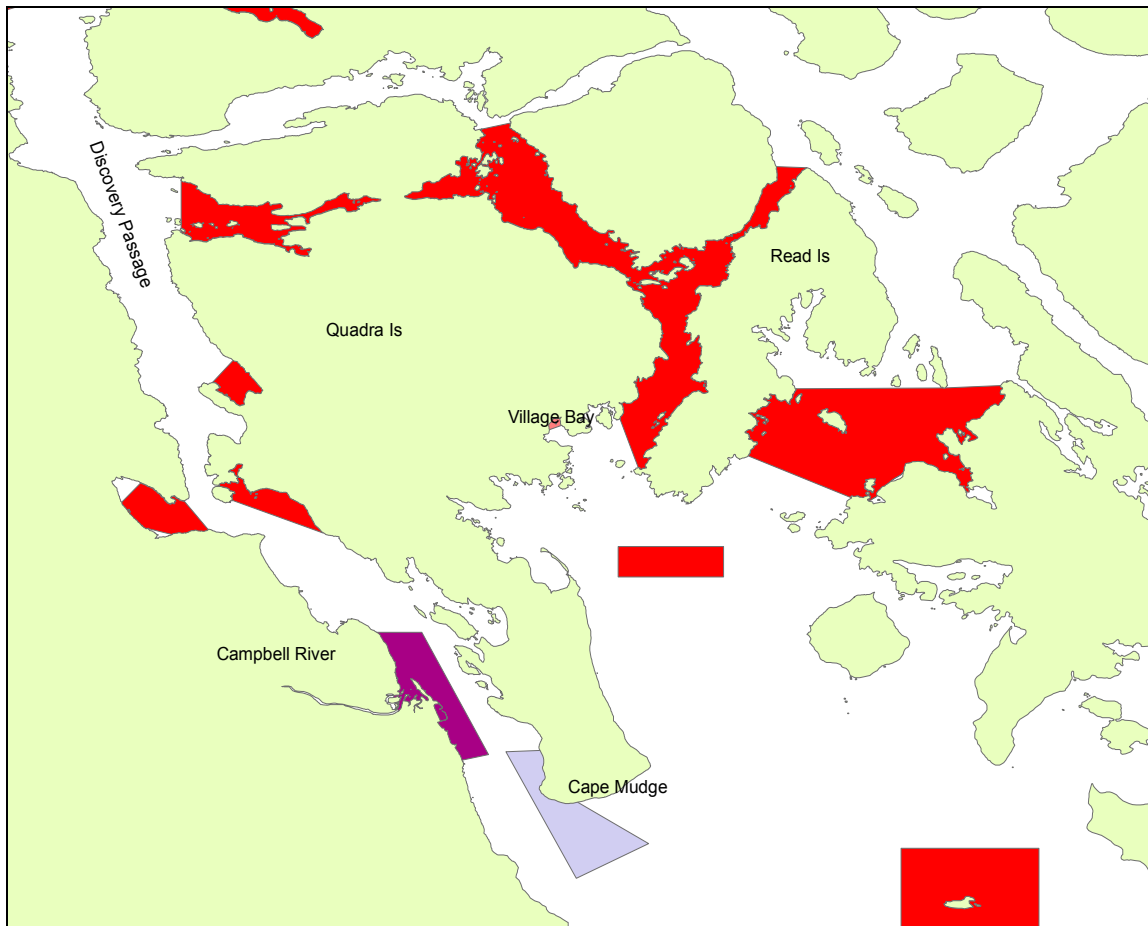 Discovery Passage
Read Is
Quadra Is
Village Bay
Campbell River
Cape Mudge